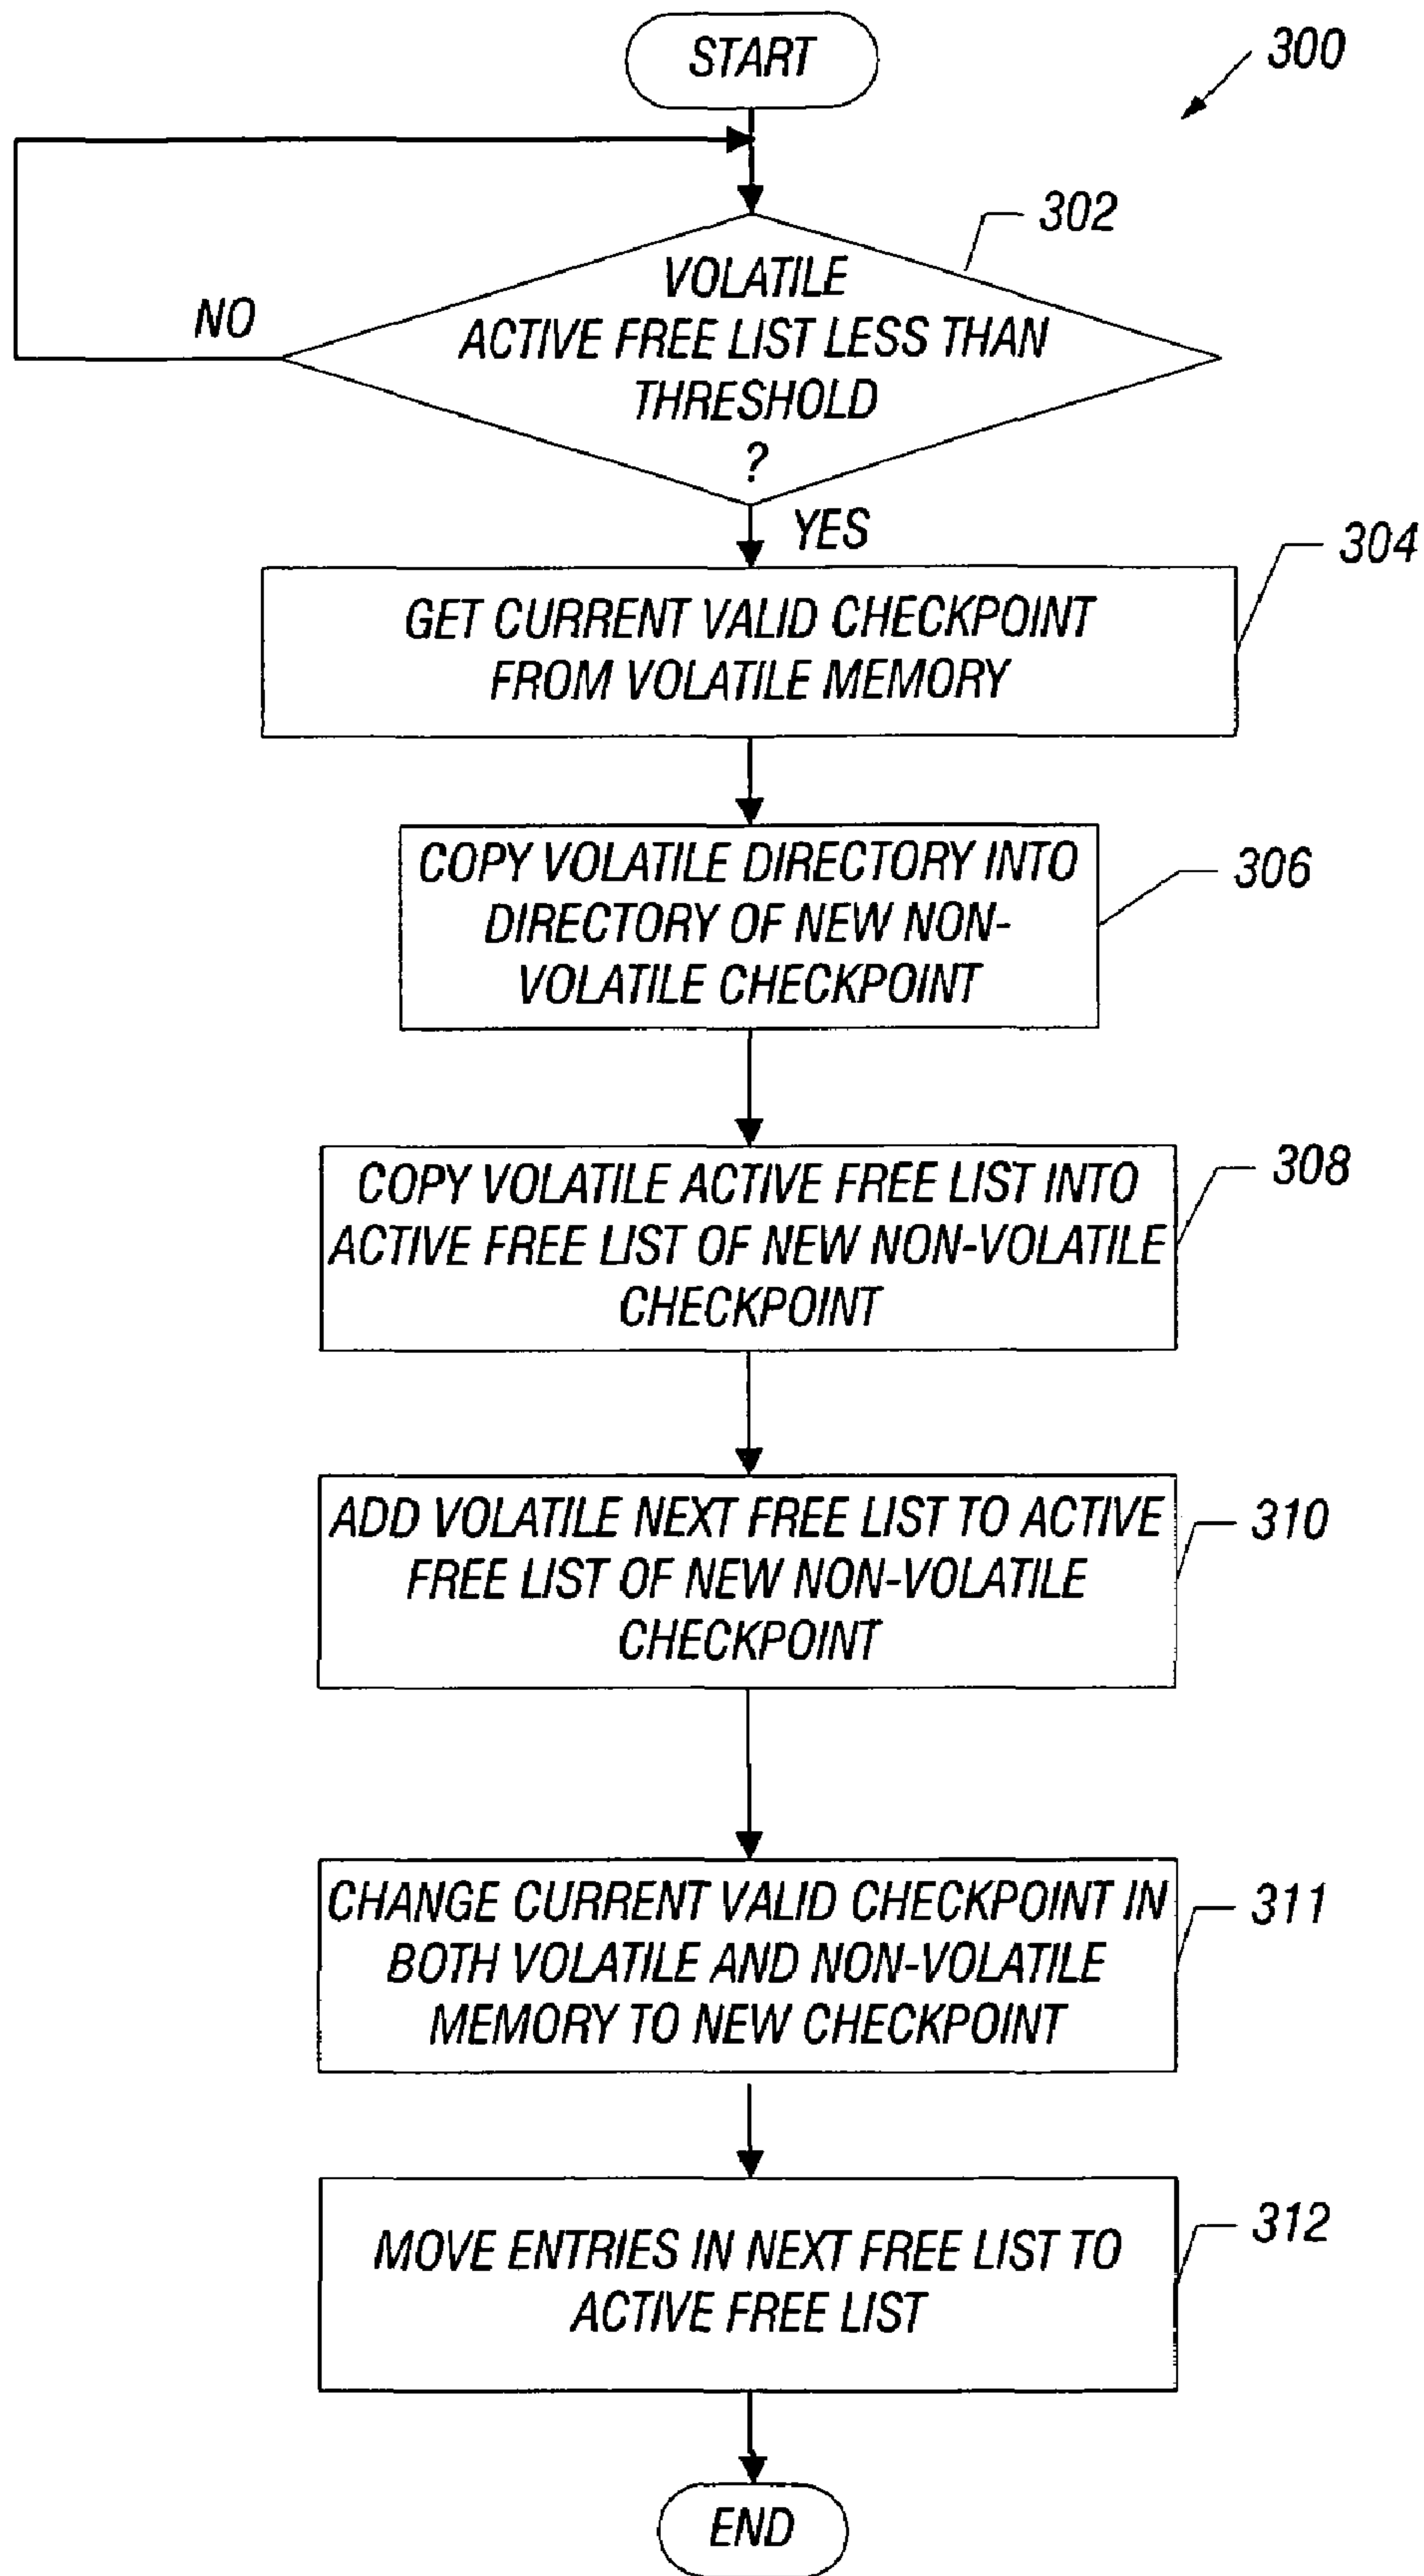 START
300
302
VOLATILE
ACTIVE FREE LIST LESS THAN
THRESHOLD
?
NO
YES
304
GET CURRENT VALID CHECKPOINT
FROM VOLATILE MEMORY
306
COPY VOLATILE DIRECTORY INTO
DIRECTORY OF NEW NON-
VOLATILE CHECKPOINT
308
COPY VOLATILE ACTIVE FREE LIST INTO
ACTIVE FREE LIST OF NEW NON-VOLATILE
CHECKPOINT
310
ADD VOLATILE NEXT FREE LIST TO ACTIVE
FREE LIST OF NEW NON-VOLATILE
CHECKPOINT
311
CHANGE CURRENT VALID CHECKPOINT IN
BOTH VOLATILE AND NON-VOLATILE
MEMORY TO NEW CHECKPOINT
312
MOVE ENTRIES IN NEXT FREE LIST TO
ACTIVE FREE LIST
END